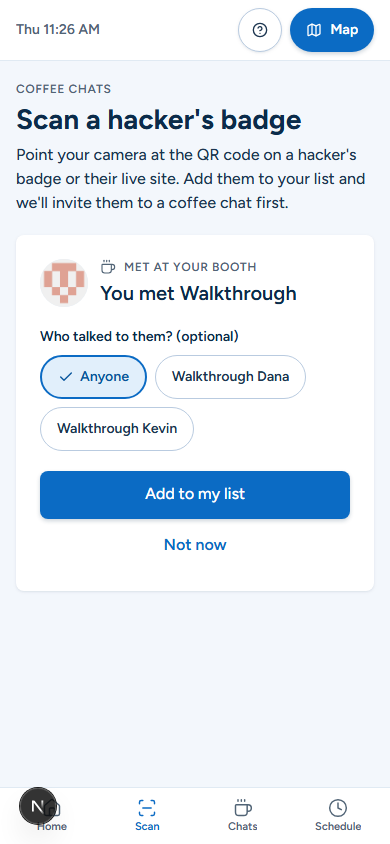 Thu 11:26 AM
Map
COFFEE CHATS
Scan a hacker's badge
Point your camera at the QR code on a hacker's
badge or their live site. Add them to your list and
we'll invite them to a coffee chat first.
MET AT YOUR BOOTH
You met Walkthrough
Who talked to them? (optional)
Anyone
Walkthrough Dana
Walkthrough Kevin
Add to my list
Not now
N
Home
Scan
Chats
Schedule